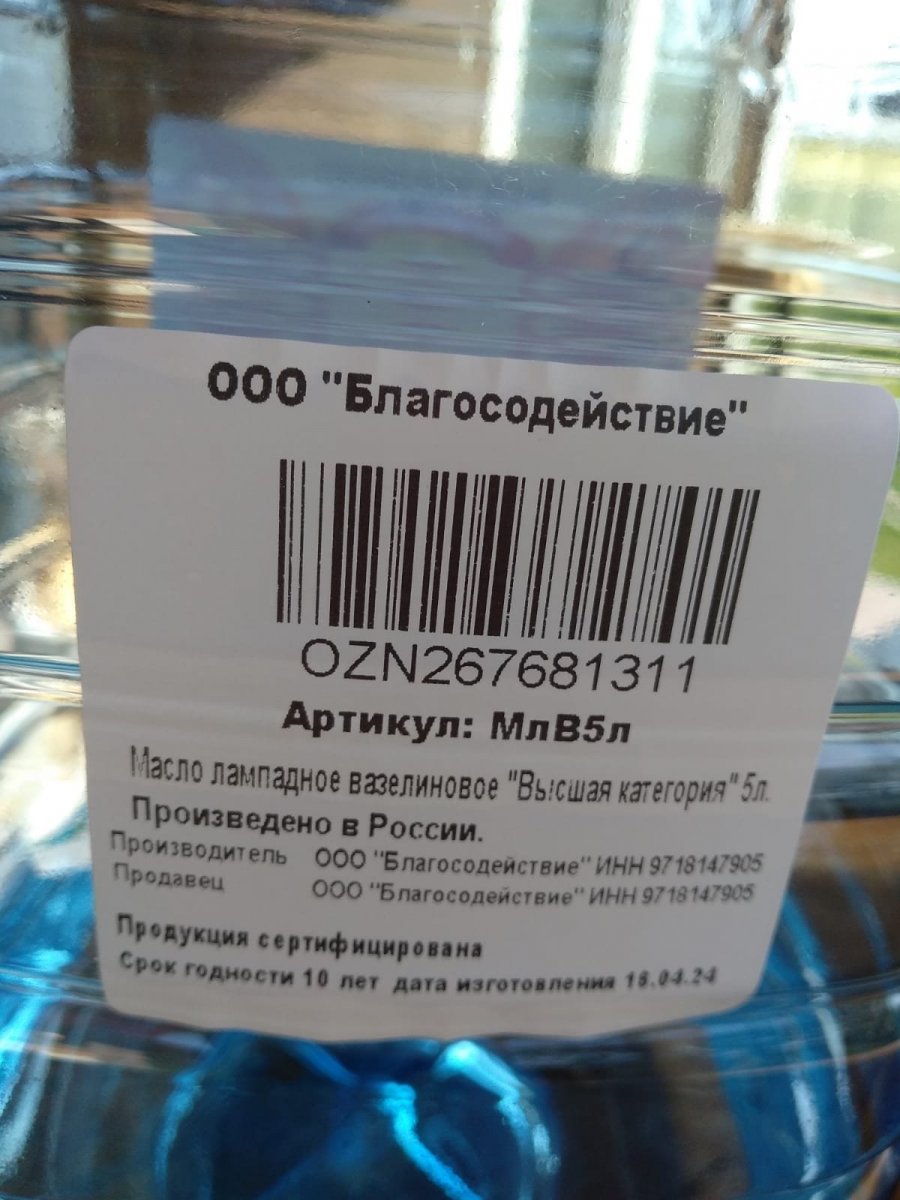 ООО "Благосодействие"
OZN267681311
Артикул: МлВ5л
Масло лампадное вазелиновое "Высшая категория" 5л.
Произведено в России.
Производитель ООО "Благосодействие" ИНН 9718147905
Продавец ООО "Благосодействие" ИНН 9718147905
Продукция сертифицирована
Срок годности 10 лет дата изготовления 16.04.24